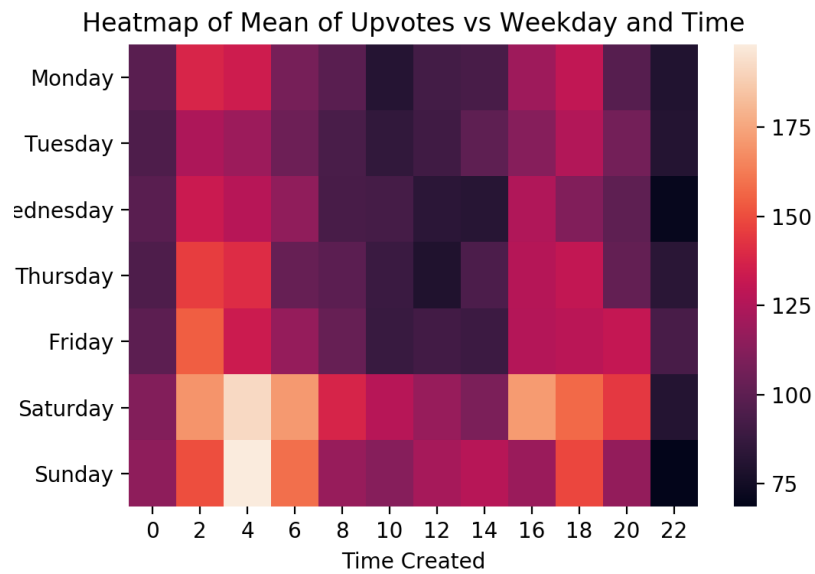 Heatmap of Mean of Upvotes vs Weekday and Time
Monday
Tuesday
ednesday
Thursday
Friday
Saturday
Sunday
0 2 4 6 8 10 12 14 16 18 20 22
Time Created
175
150
125
100
75